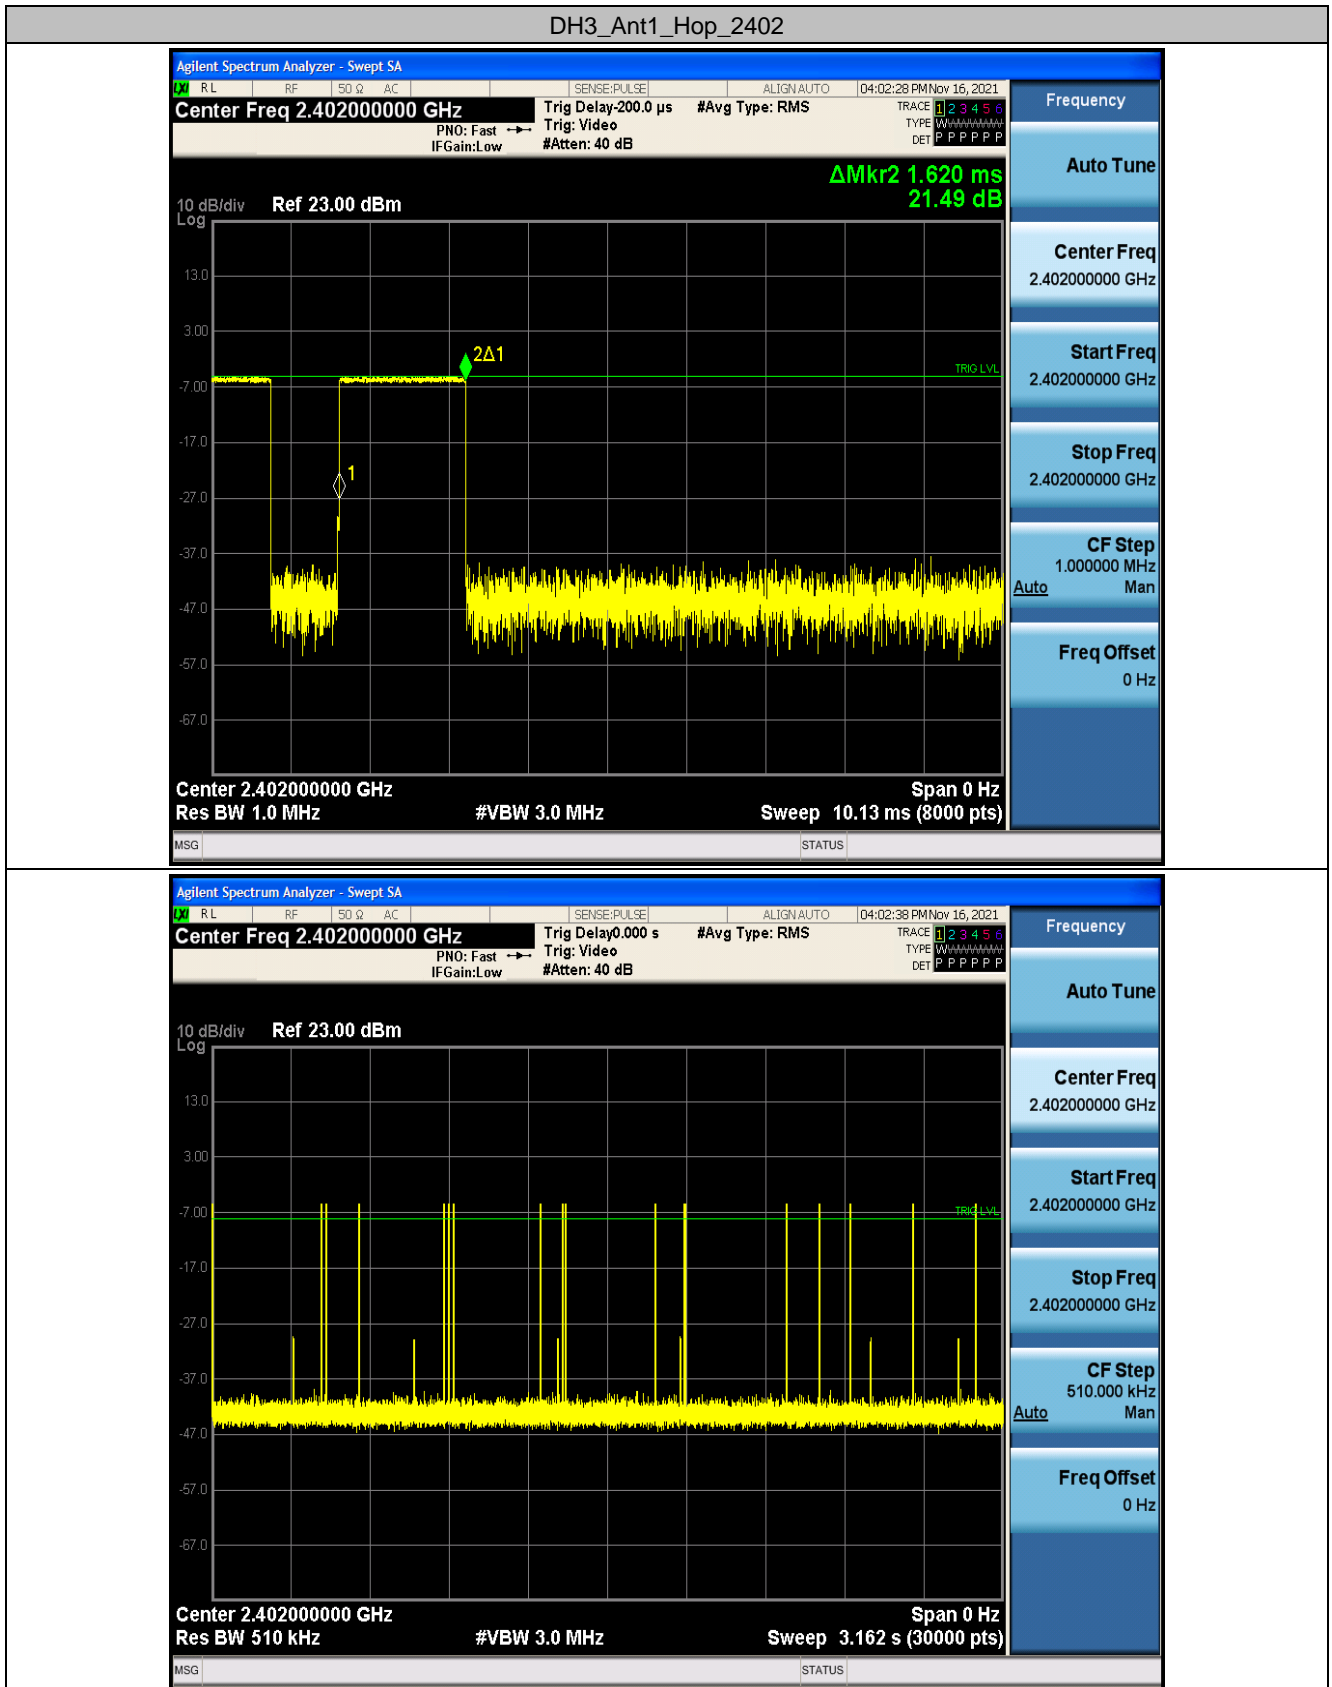 DH3_Ant1_Hop_2402
Agilent Spectrum Analyzer - Swept SA
LXI RL RF 50 Ω AC SENSE:PULSE ALIGN AUTO 04:02:28 PM Nov 16, 2021
Center Freq 2.402000000 GHz
PNO: Fast
IFGain:Low
Trig Delay-200.0 µs
Trig: Video
#Atten: 40 dB
#Avg Type: RMS
TRACE 1 2 3 4 5 6
TYPE WWWWWW
DET P P P P P P
ΔMkr2 1.620 ms
21.49 dB
10 dB/div Ref 23.00 dBm
Log
13.0
3.00
2Δ1
TRIG LVL
-7.00
-17.0
1
-27.0
-37.0
-47.0
-57.0
-67.0
Center 2.402000000 GHz Span 0 Hz
Res BW 1.0 MHz #VBW 3.0 MHz Sweep 10.13 ms (8000 pts)
MSG STATUS
Frequency
Auto Tune
Center Freq
2.402000000 GHz
Start Freq
2.402000000 GHz
Stop Freq
2.402000000 GHz
CF Step
1.000000 MHz
Auto Man
Freq Offset
0 Hz
Agilent Spectrum Analyzer - Swept SA
LXI RL RF 50 Ω AC SENSE:PULSE ALIGN AUTO 04:02:38 PM Nov 16, 2021
Center Freq 2.402000000 GHz
PNO: Fast
IFGain:Low
Trig Delay0.000 s
Trig: Video
#Atten: 40 dB
#Avg Type: RMS
TRACE 1 2 3 4 5 6
TYPE WWWWWW
DET P P P P P P
10 dB/div Ref 23.00 dBm
Log
13.0
3.00
-7.00
TRIG LVL
-17.0
-27.0
-37.0
-47.0
-57.0
-67.0
Center 2.402000000 GHz Span 0 Hz
Res BW 510 kHz #VBW 3.0 MHz Sweep 3.162 s (30000 pts)
MSG STATUS
Frequency
Auto Tune
Center Freq
2.402000000 GHz
Start Freq
2.402000000 GHz
Stop Freq
2.402000000 GHz
CF Step
510.000 kHz
Auto Man
Freq Offset
0 Hz